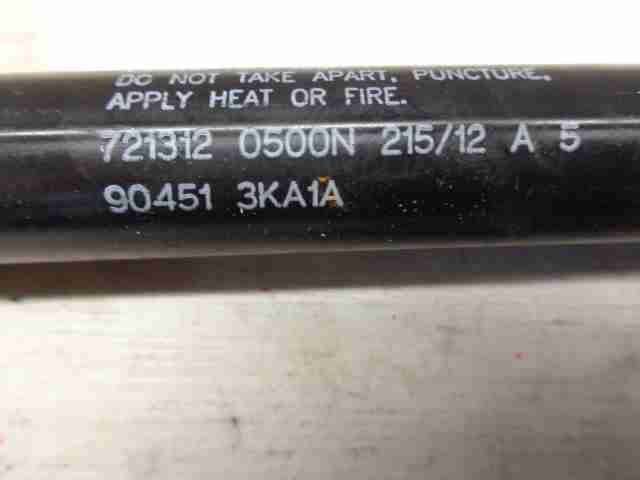 DO NOT TAKE APART, PUNCTURE,
APPLY HEAT OR FIRE.
721312 0500N 215/12 A 5
90451 3KA1A